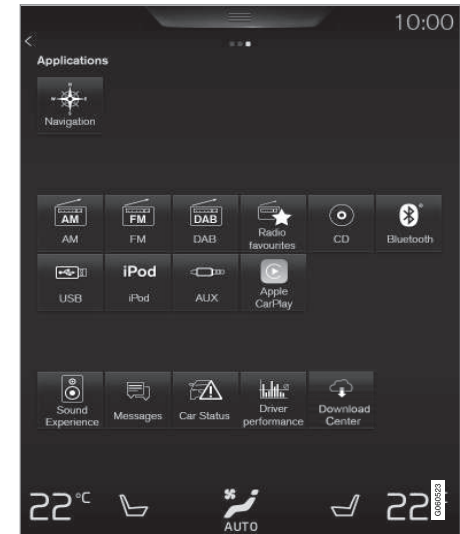 10:00
Applications
Navigation
AM FM DAB
AM FM DAB Radio favourites CD Bluetooth
iPod
USB iPod AUX Apple CarPlay
Sound Experience Messages Car Status Driver performance Download Center
22°C 22°
AUTO
G060523